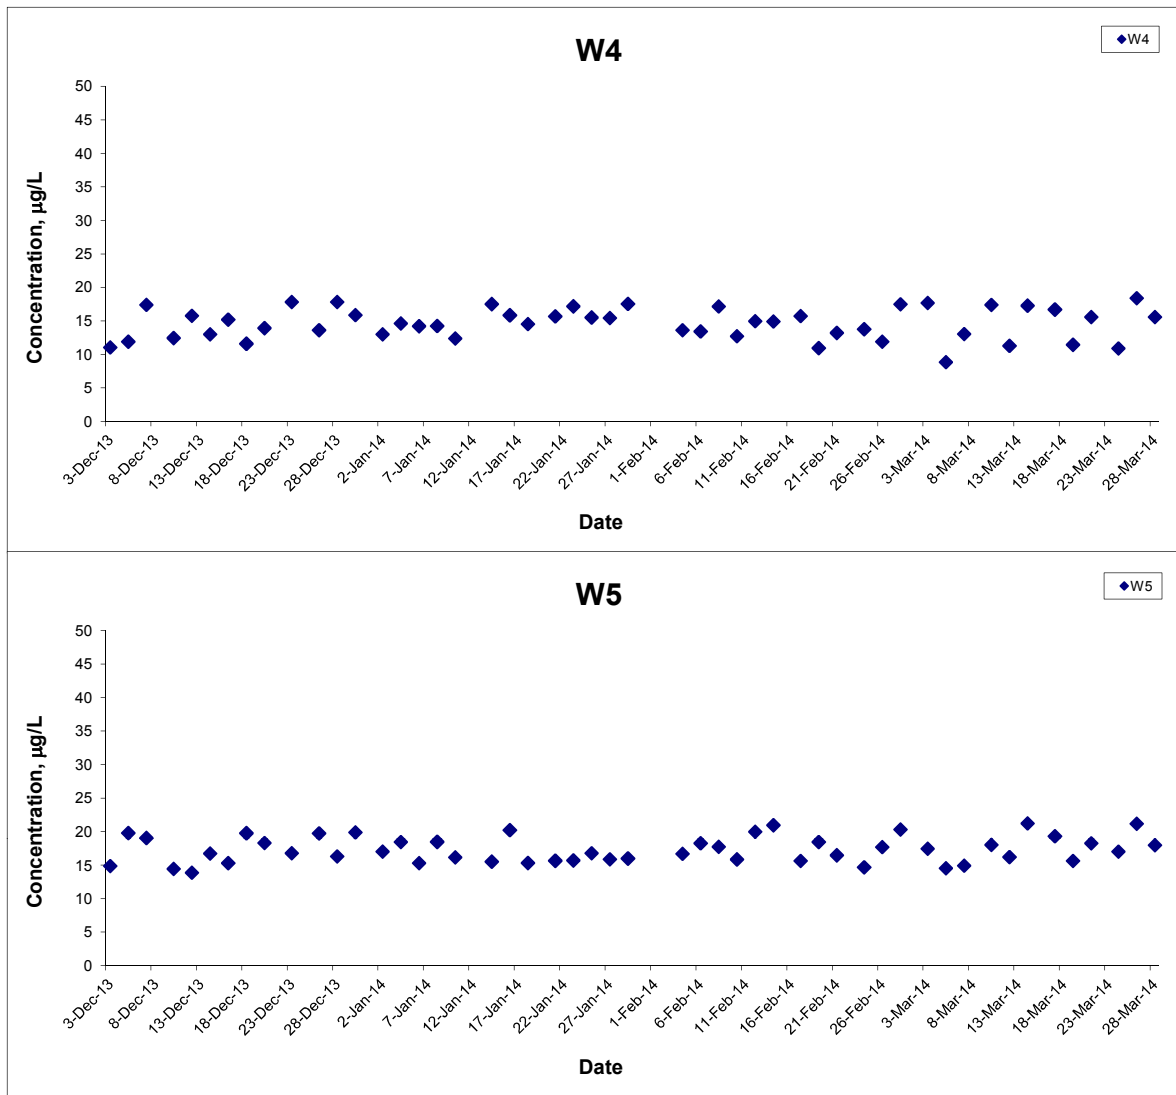 W4
W4
50
45
40
35
30
25
20
15
10
5
0
Concentration, µg/L
3-Dec-13
8-Dec-13
13-Dec-13
18-Dec-13
23-Dec-13
28-Dec-13
2-Jan-14
7-Jan-14
12-Jan-14
17-Jan-14
22-Jan-14
27-Jan-14
1-Feb-14
6-Feb-14
11-Feb-14
16-Feb-14
21-Feb-14
26-Feb-14
3-Mar-14
8-Mar-14
13-Mar-14
18-Mar-14
23-Mar-14
28-Mar-14
Date
W5
W5
50
45
40
35
30
25
20
15
10
5
0
Concentration, µg/L
3-Dec-13
8-Dec-13
13-Dec-13
18-Dec-13
23-Dec-13
28-Dec-13
2-Jan-14
7-Jan-14
12-Jan-14
17-Jan-14
22-Jan-14
27-Jan-14
1-Feb-14
6-Feb-14
11-Feb-14
16-Feb-14
21-Feb-14
26-Feb-14
3-Mar-14
8-Mar-14
13-Mar-14
18-Mar-14
23-Mar-14
28-Mar-14
Date